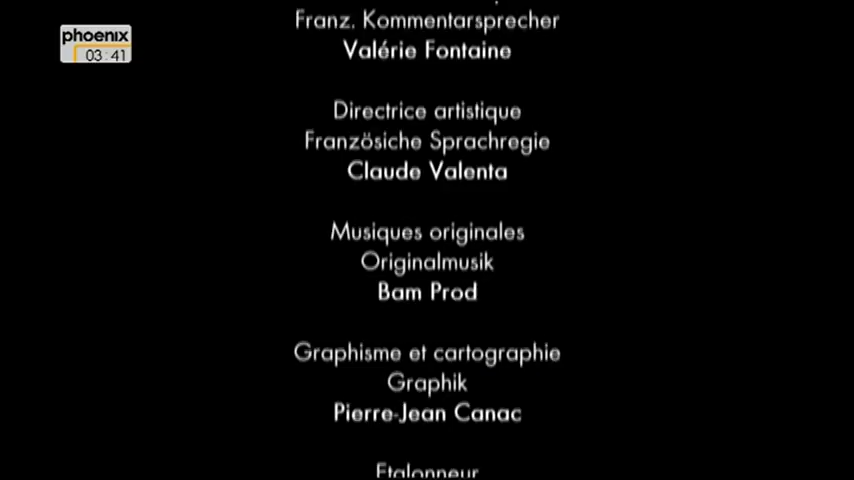 phoenix
03:41
Franz. Kommentarsprecher
Valérie Fontaine
Directrice artistique
Französiche Sprachregie
Claude Valenta
Musiques originales
Originalmusik
Bam Prod
Graphisme et cartographie
Graphik
Pierre-Jean Canac
Etalonneur